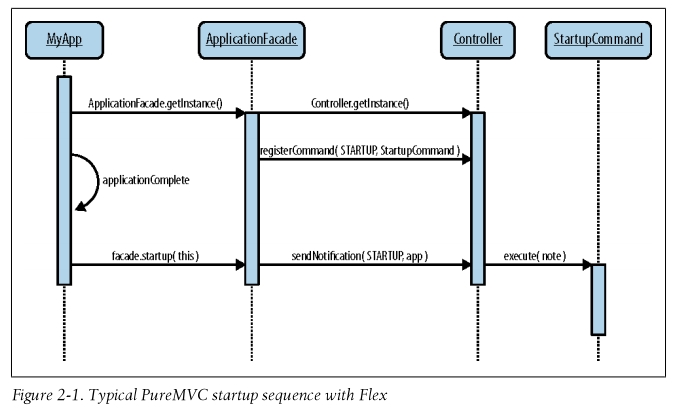 MyApp
ApplicationFacade
Controller
StartupCommand
ApplicationFacade.getInstance()
Controller.getInstance()
registerCommand( STARTUP, StartupCommand )
applicationComplete
facade.startup( this )
sendNotification( STARTUP, app )
execute( note )
Figure 2-1. Typical PureMVC startup sequence with Flex